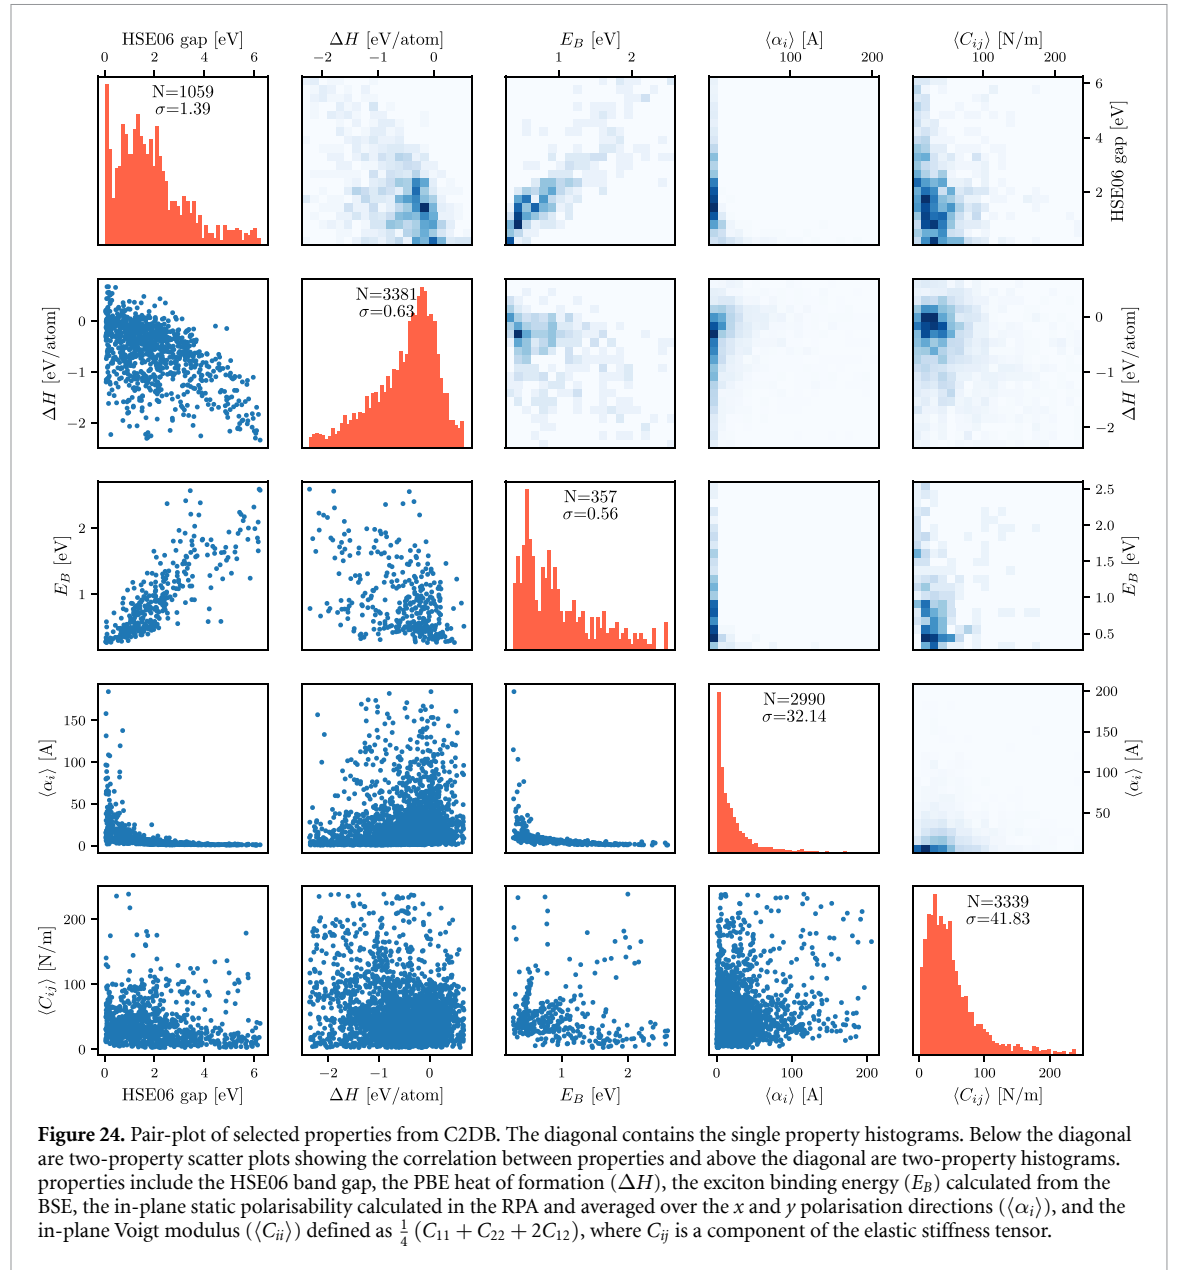 HSE06 gap [eV]
ΔH [eV/atom]
E_B [eV]
⟨α_i⟩ [A]
⟨C_ij⟩ [N/m]
0 2 4 6
−2 −1 0
1 2
100 200
100 200
N=1059
σ=1.39
6
4
2
HSE06 gap [eV]
0
−1
−2
ΔH [eV/atom]
N=3381
σ=0.63
0
−1
−2
ΔH [eV/atom]
2
1
E_B [eV]
N=357
σ=0.56
2.5
2.0
1.5
1.0
0.5
E_B [eV]
150
100
50
0
⟨α_i⟩ [A]
N=2990
σ=32.14
200
150
100
50
⟨α_i⟩ [A]
200
100
0
⟨C_ij⟩ [N/m]
N=3339
σ=41.83
0 2 4 6
−2 −1 0
1 2
0 100 200
0 100 200
HSE06 gap [eV]
ΔH [eV/atom]
E_B [eV]
⟨α_i⟩ [A]
⟨C_ij⟩ [N/m]
Figure 24. Pair-plot of selected properties from C2DB. The diagonal contains the single property histograms. Below the diagonal
are two-property scatter plots showing the correlation between properties and above the diagonal are two-property histograms.
properties include the HSE06 band gap, the PBE heat of formation (ΔH), the exciton binding energy (E_B) calculated from the
BSE, the in-plane static polarisability calculated in the RPA and averaged over the x and y polarisation directions (⟨α_i⟩), and the
in-plane Voigt modulus (⟨C_ii⟩) defined as 1/4 (C_11 + C_22 + 2C_12), where C_ij is a component of the elastic stiffness tensor.